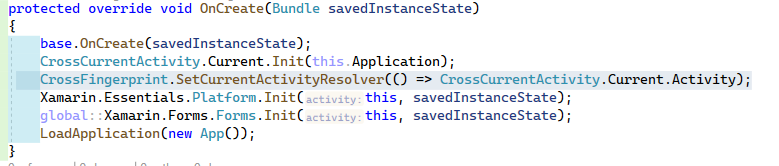 protected override void OnCreate(Bundle savedInstanceState)
{
base.OnCreate(savedInstanceState);
CrossCurrentActivity.Current.Init(this.Application);
CrossFingerprint.SetCurrentActivityResolver(() => CrossCurrentActivity.Current.Activity);
Xamarin.Essentials.Platform.Init(activity: this, savedInstanceState);
global::Xamarin.Forms.Forms.Init(activity: this, savedInstanceState);
LoadApplication(new App());
}